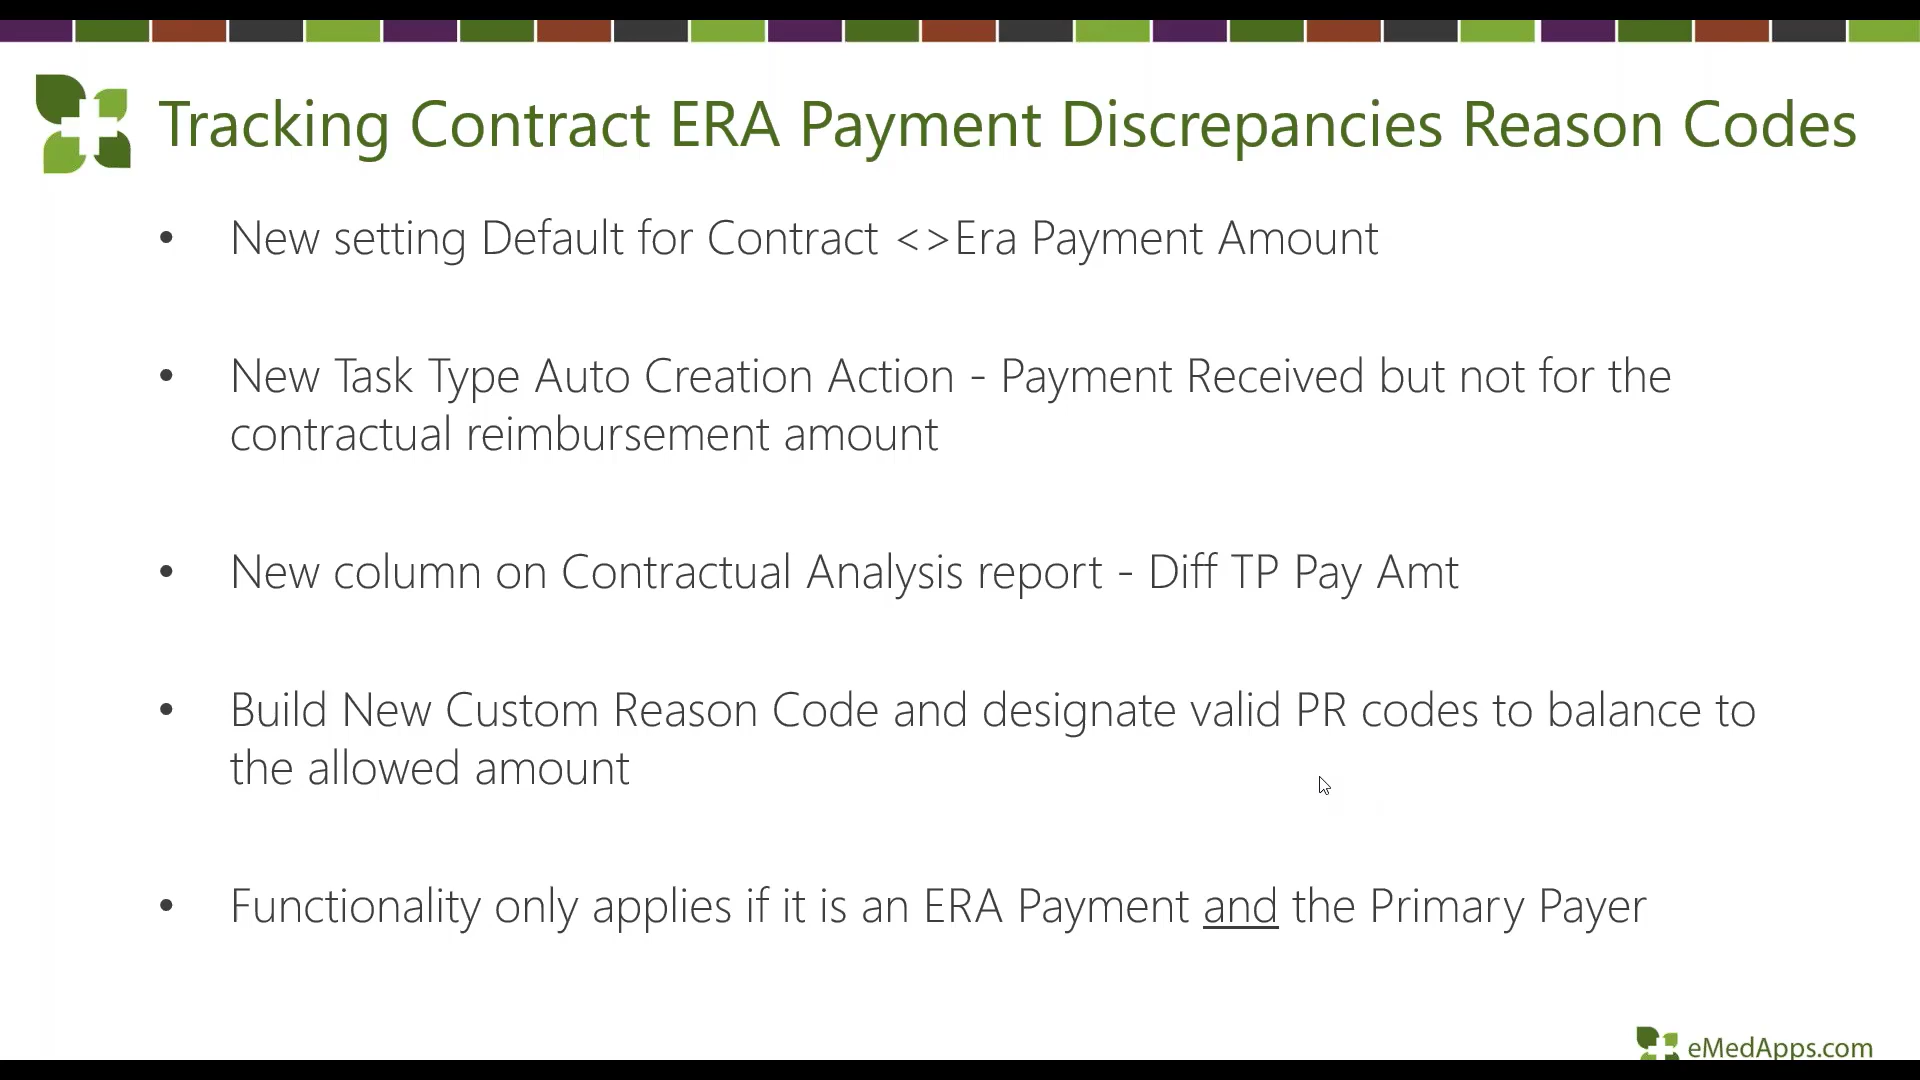 Tracking Contract ERA Payment Discrepancies Reason Codes
• New setting Default for Contract <>Era Payment Amount
• New Task Type Auto Creation Action - Payment Received but not for the
contractual reimbursement amount
• New column on Contractual Analysis report - Diff TP Pay Amt
• Build New Custom Reason Code and designate valid PR codes to balance to
the allowed amount
• Functionality only applies if it is an ERA Payment and the Primary Payer
eMedApps.com